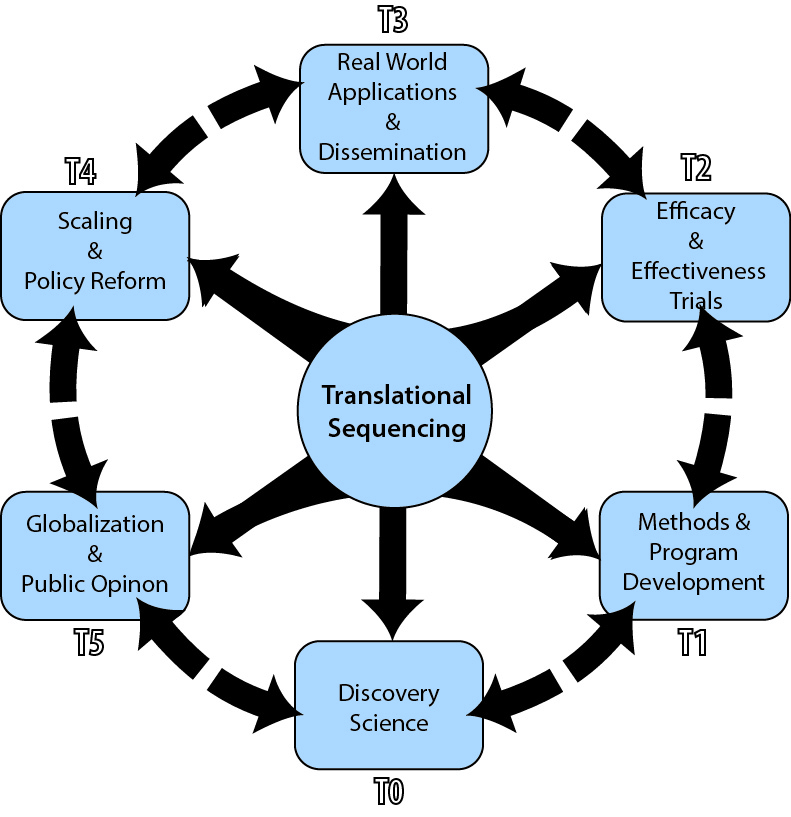 T3
Real World
Applications
&
Dissemination
T2
Efficacy
&
Effectiveness
Trials
T4
Scaling
&
Policy Reform
Translational
Sequencing
Globalization
&
Public Opinon
T5
Methods &
Program
Development
T1
Discovery
Science
T0